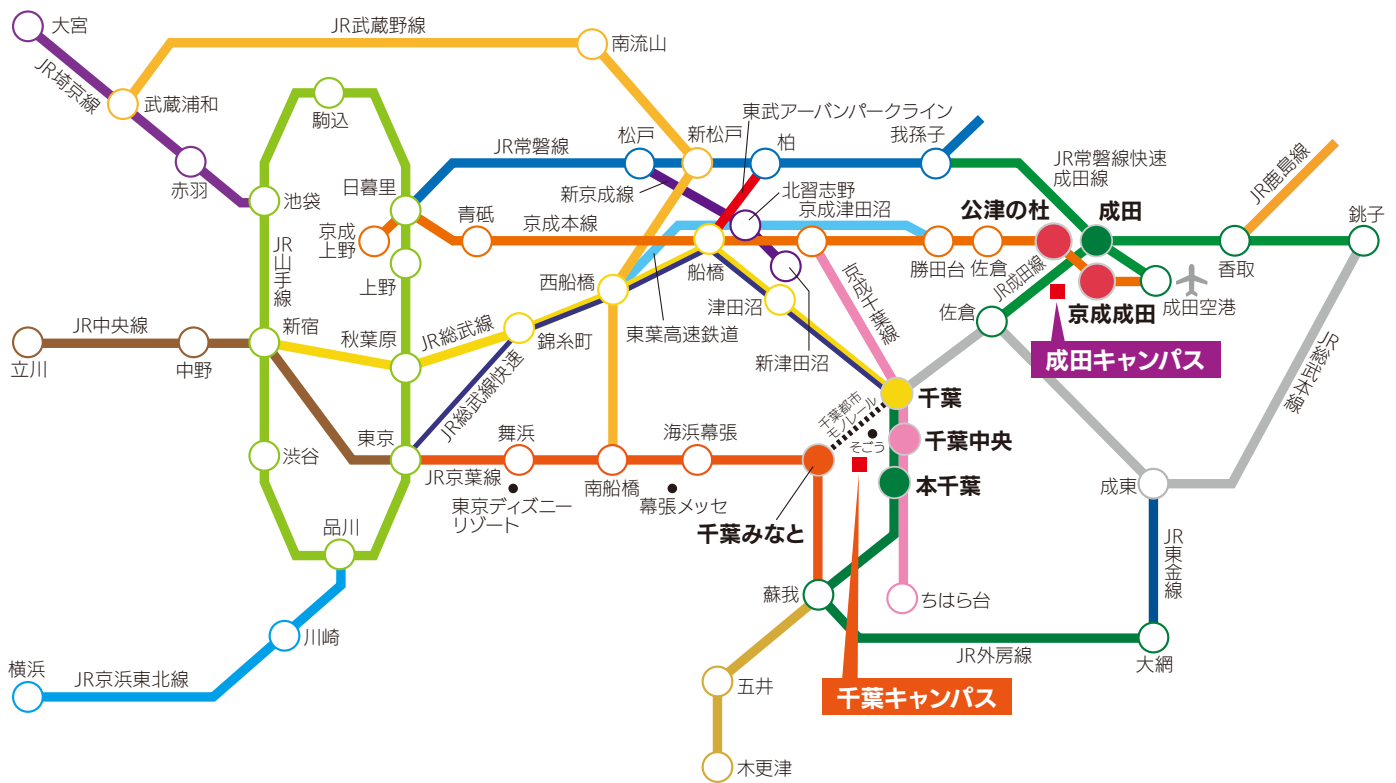 大宮
JR武蔵野線
南流山
JR埼京線
武蔵浦和
駒込
赤羽
池袋
日暮里
JR常磐線
松戸
新松戸
東武アーバンパークライン
柏
我孫子
JR常磐線快速
成田線
JR鹿島線
新京成線
北習志野
京成津田沼
公津の杜
成田
銚子
京成
上野
青砥
京成本線
船橋
勝田台
佐倉
JR成田線
香取
成田空港
京成成田
JR山手線
上野
西船橋
東葉高速鉄道
津田沼
新津田沼
京成千葉線
佐倉
成田キャンパス
JR総武本線
JR中央線
立川
中野
新宿
秋葉原
JR総武線
錦糸町
JR総武線快速
千葉都市
モノレール
そごう
千葉
千葉中央
本千葉
渋谷
東京
JR京葉線
舞浜
東京ディズニー
リゾート
南船橋
海浜幕張
幕張メッセ
千葉みなと
成東
JR東金線
品川
蘇我
ちはら台
川崎
JR外房線
大網
横浜
JR京浜東北線
五井
千葉キャンパス
木更津